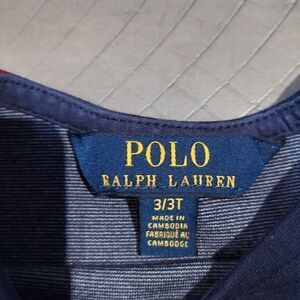 POLO
RALPH LAUREN
3/3T
MADE IN
CAMBODIA
FABRIQUÉ AU
CAMBODGE